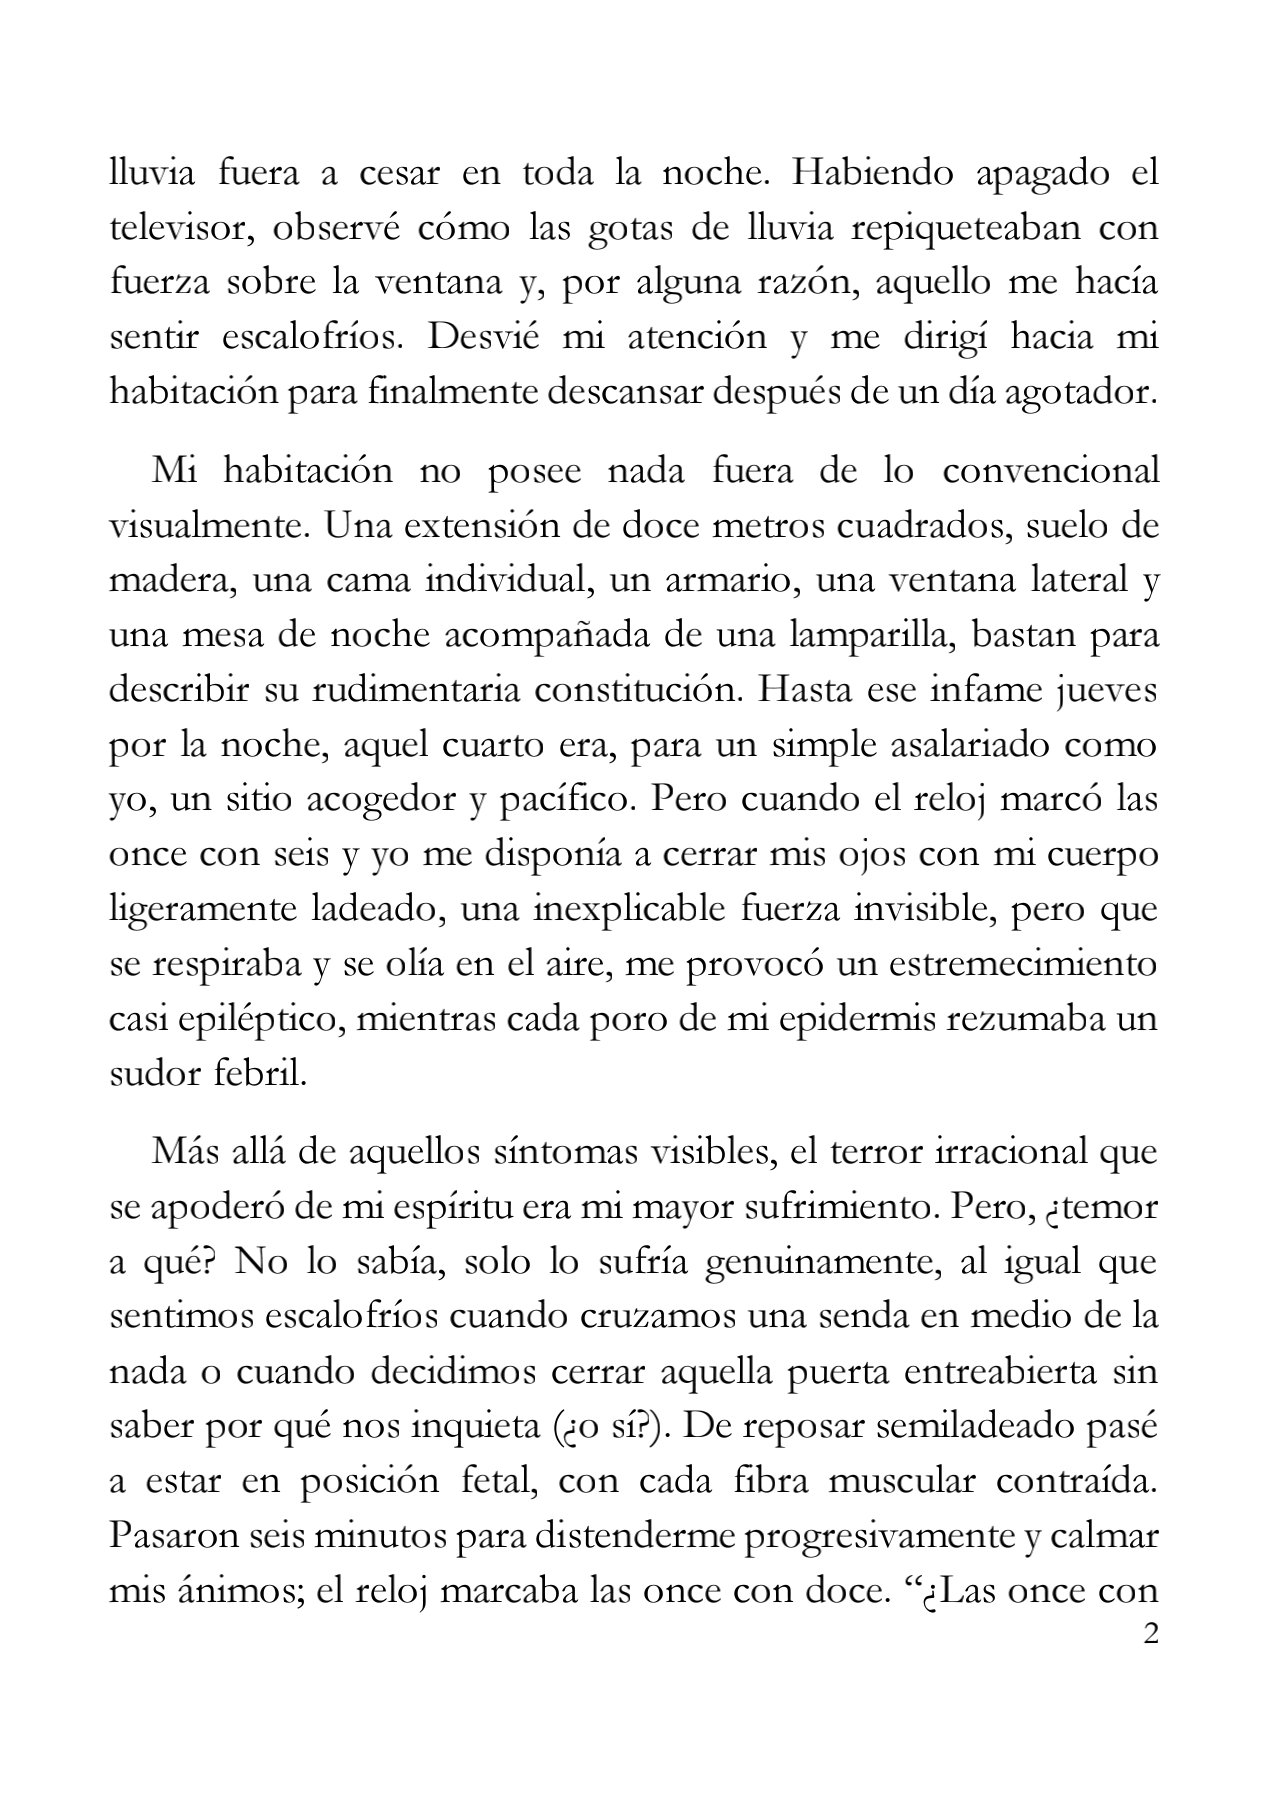 lluvia fuera a cesar en toda la noche. Habiendo apagado el
televisor, observé cómo las gotas de lluvia repiqueteaban con
fuerza sobre la ventana y, por alguna razón, aquello me hacía
sentir escalofríos. Desvié mi atención y me dirigí hacia mi
habitación para finalmente descansar después de un día agotador.
Mi habitación no posee nada fuera de lo convencional
visualmente. Una extensión de doce metros cuadrados, suelo de
madera, una cama individual, un armario, una ventana lateral y
una mesa de noche acompañada de una lamparilla, bastan para
describir su rudimentaria constitución. Hasta ese infame jueves
por la noche, aquel cuarto era, para un simple asalariado como
yo, un sitio acogedor y pacífico. Pero cuando el reloj marcó las
once con seis y yo me disponía a cerrar mis ojos con mi cuerpo
ligeramente ladeado, una inexplicable fuerza invisible, pero que
se respiraba y se olía en el aire, me provocó un estremecimiento
casi epiléptico, mientras cada poro de mi epidermis rezumaba un
sudor febril.
Más allá de aquellos síntomas visibles, el terror irracional que
se apoderó de mi espíritu era mi mayor sufrimiento. Pero, ¿temor
a qué? No lo sabía, solo lo sufría genuinamente, al igual que
sentimos escalofríos cuando cruzamos una senda en medio de la
nada o cuando decidimos cerrar aquella puerta entreabierta sin
saber por qué nos inquieta (¿o sí?). De reposar semiladeado pasé
a estar en posición fetal, con cada fibra muscular contraída.
Pasaron seis minutos para distenderme progresivamente y calmar
mis ánimos; el reloj marcaba las once con doce. “¿Las once con
2